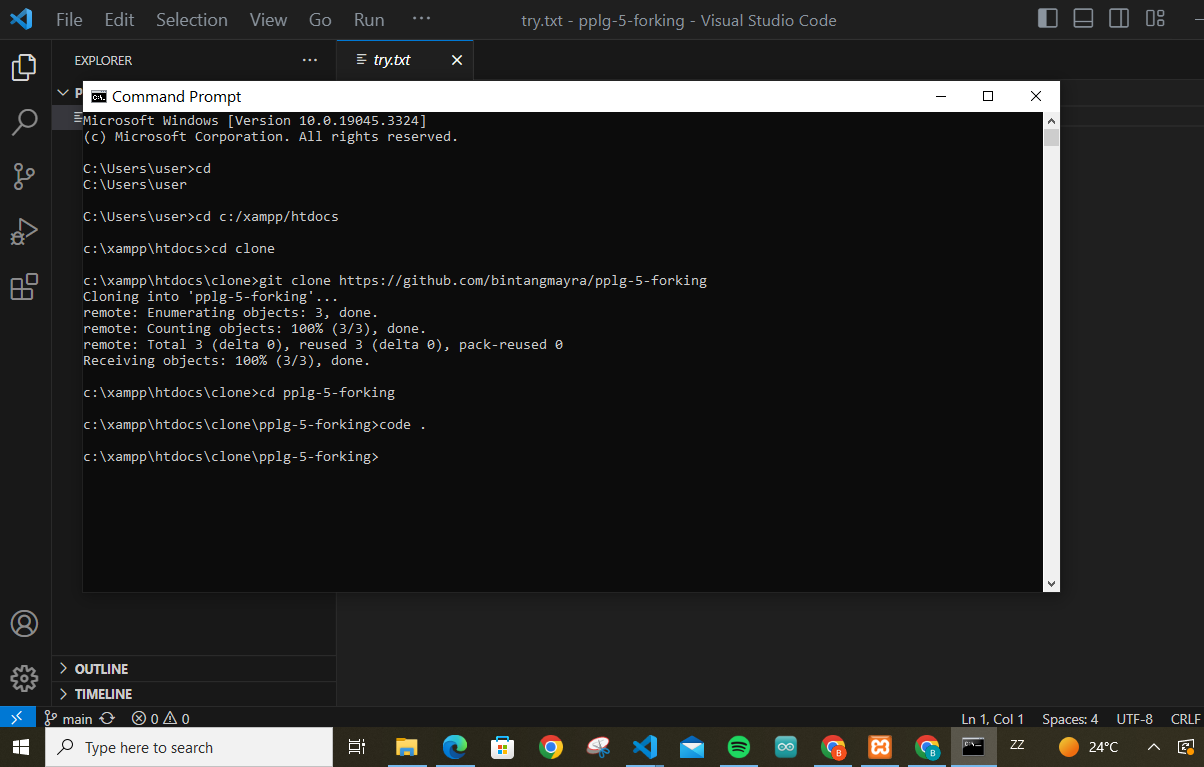 File Edit Selection View Go Run ··· try.txt - pplg-5-forking - Visual Studio Code
EXPLORER ··· try.txt
P
Command Prompt
Microsoft Windows [Version 10.0.19045.3324]
(c) Microsoft Corporation. All rights reserved.
C:\Users\user>cd
C:\Users\user
C:\Users\user>cd c:/xampp/htdocs
c:\xampp\htdocs>cd clone
c:\xampp\htdocs\clone>git clone https://github.com/bintangmayra/pplg-5-forking
Cloning into 'pplg-5-forking'...
remote: Enumerating objects: 3, done.
remote: Counting objects: 100% (3/3), done.
remote: Total 3 (delta 0), reused 3 (delta 0), pack-reused 0
Receiving objects: 100% (3/3), done.
c:\xampp\htdocs\clone>cd pplg-5-forking
c:\xampp\htdocs\clone\pplg-5-forking>code .
c:\xampp\htdocs\clone\pplg-5-forking>
OUTLINE
TIMELINE
main 0 0 Ln 1, Col 1 Spaces: 4 UTF-8 CRLF
Type here to search B B ZZ 24°C